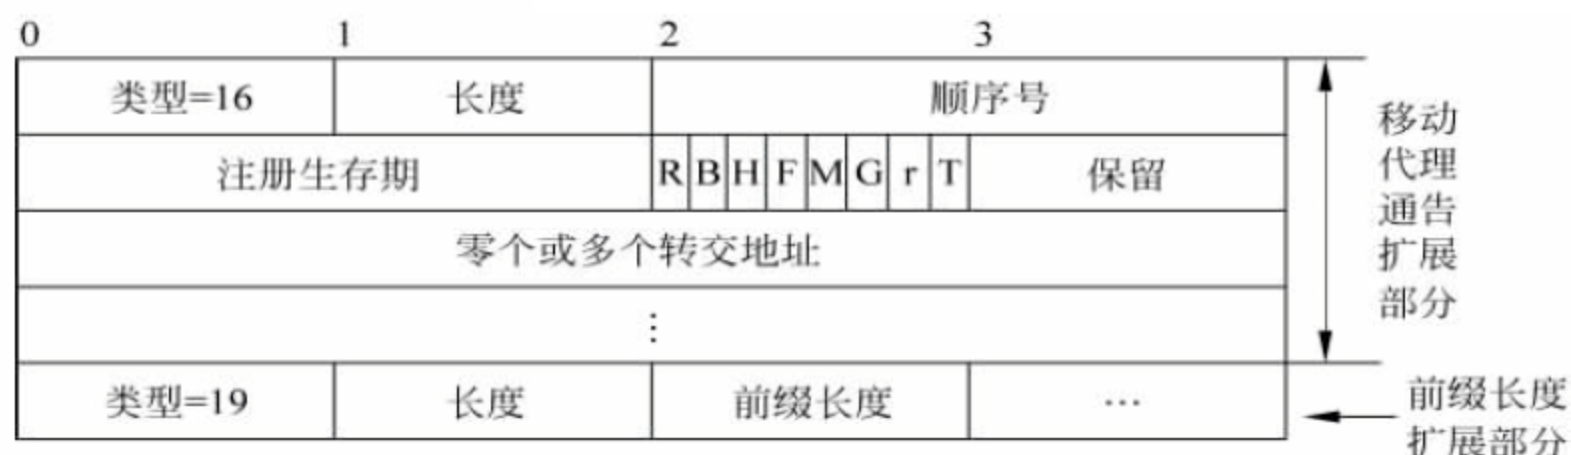 0 1 2 3
类型=16 长度 顺序号
注册生存期 R B H F M G r T 保留
零个或多个转交地址
⋮
类型=19 长度 前缀长度 …
移动
代理
通告
扩展
部分
前缀长度
扩展部分